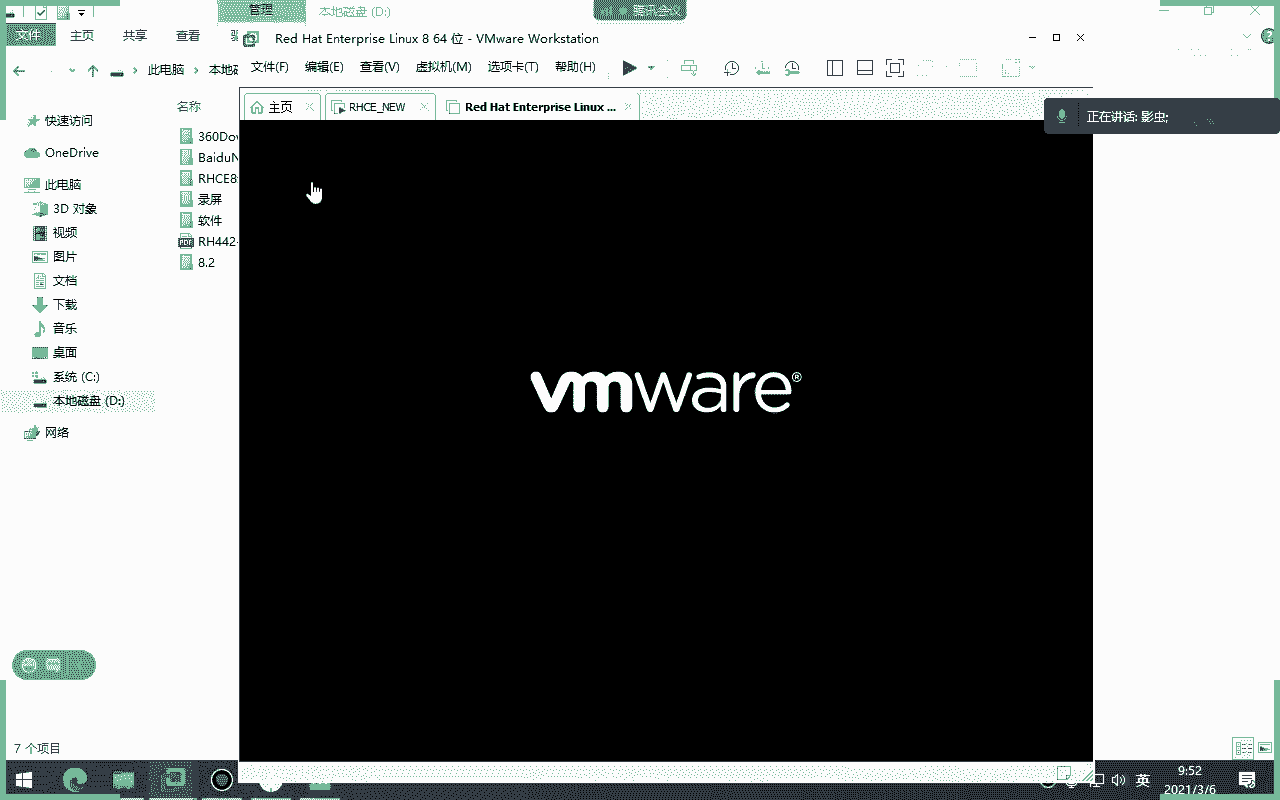 管理
本地磁盘 (D:)
腾讯会议
文件
主页
共享
查看
Red Hat Enterprise Linux 8 64 位 - VMware Workstation
此电脑
文件(F)
编辑(E)
查看(V)
虚拟机(M)
选项卡(T)
帮助(H)
名称
主页
RHCE_NEW
Red Hat Enterprise Linux ...
正在讲话: 影虫;
快速访问
OneDrive
此电脑
3D 对象
视频
图片
文档
下载
音乐
桌面
系统 (C:)
本地磁盘 (D:)
网络
360Dov
BaiduN
RHCE8
录屏
软件
RH442-
8.2
vmware®
7 个项目
英
9:52
2021/3/6